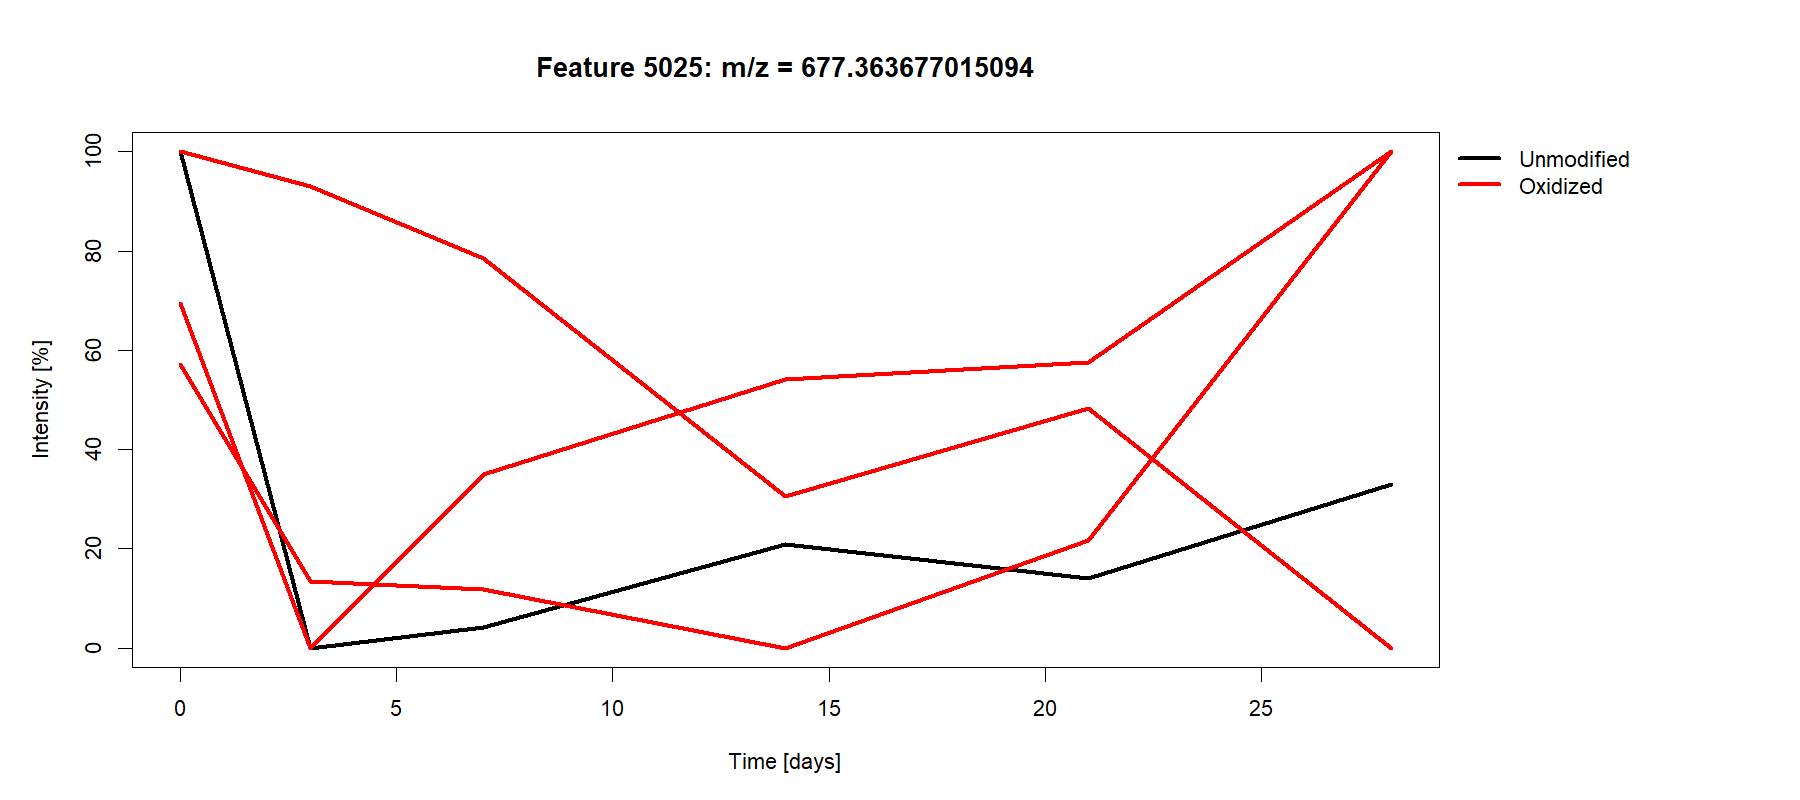 Feature 5025: m/z = 677.363677015094
Unmodified
Oxidized
Intensity [%]
100
80
60
40
20
0
0 5 10 15 20 25
Time [days]